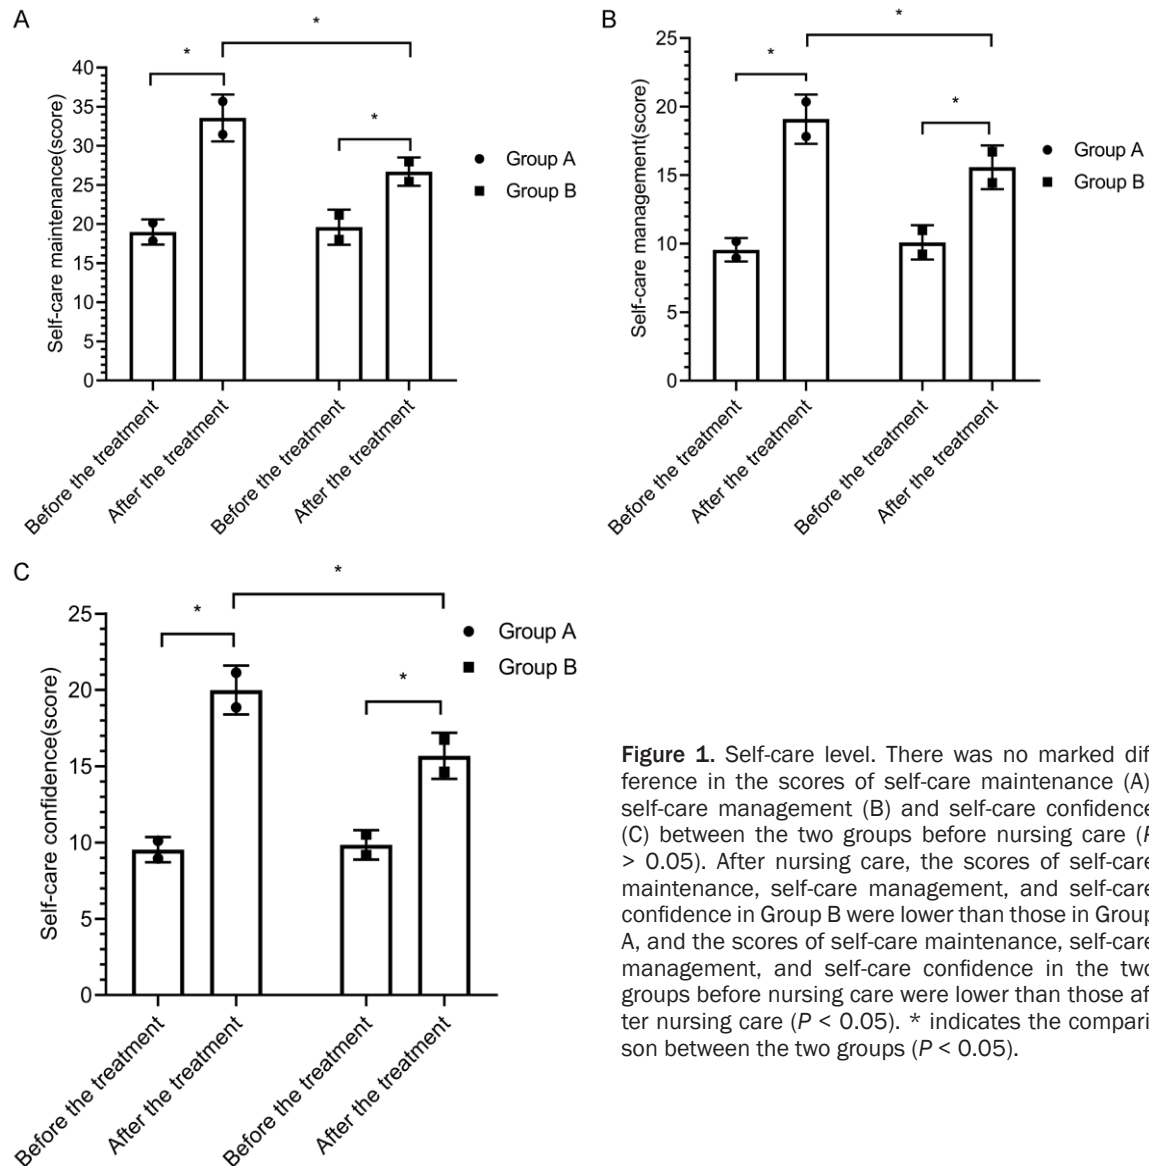 A
*
*
*
40
35
30
25
20
15
10
5
0
Self-care maintenance(score)
Group A
Group B
Before the treatment
After the treatment
Before the treatment
After the treatment
B
*
*
*
25
20
15
10
5
0
Self-care management(score)
Group A
Group B
Before the treatment
After the treatment
Before the treatment
After the treatment
C
*
*
*
25
20
15
10
5
0
Self-care confidence(score)
Group A
Group B
Before the treatment
After the treatment
Before the treatment
After the treatment
Figure 1. Self-care level. There was no marked dif
ference in the scores of self-care maintenance (A)
self-care management (B) and self-care confidence
(C) between the two groups before nursing care (P
> 0.05). After nursing care, the scores of self-care
maintenance, self-care management, and self-care
confidence in Group B were lower than those in Group
A, and the scores of self-care maintenance, self-care
management, and self-care confidence in the two
groups before nursing care were lower than those af
ter nursing care (P < 0.05). * indicates the compari
son between the two groups (P < 0.05).